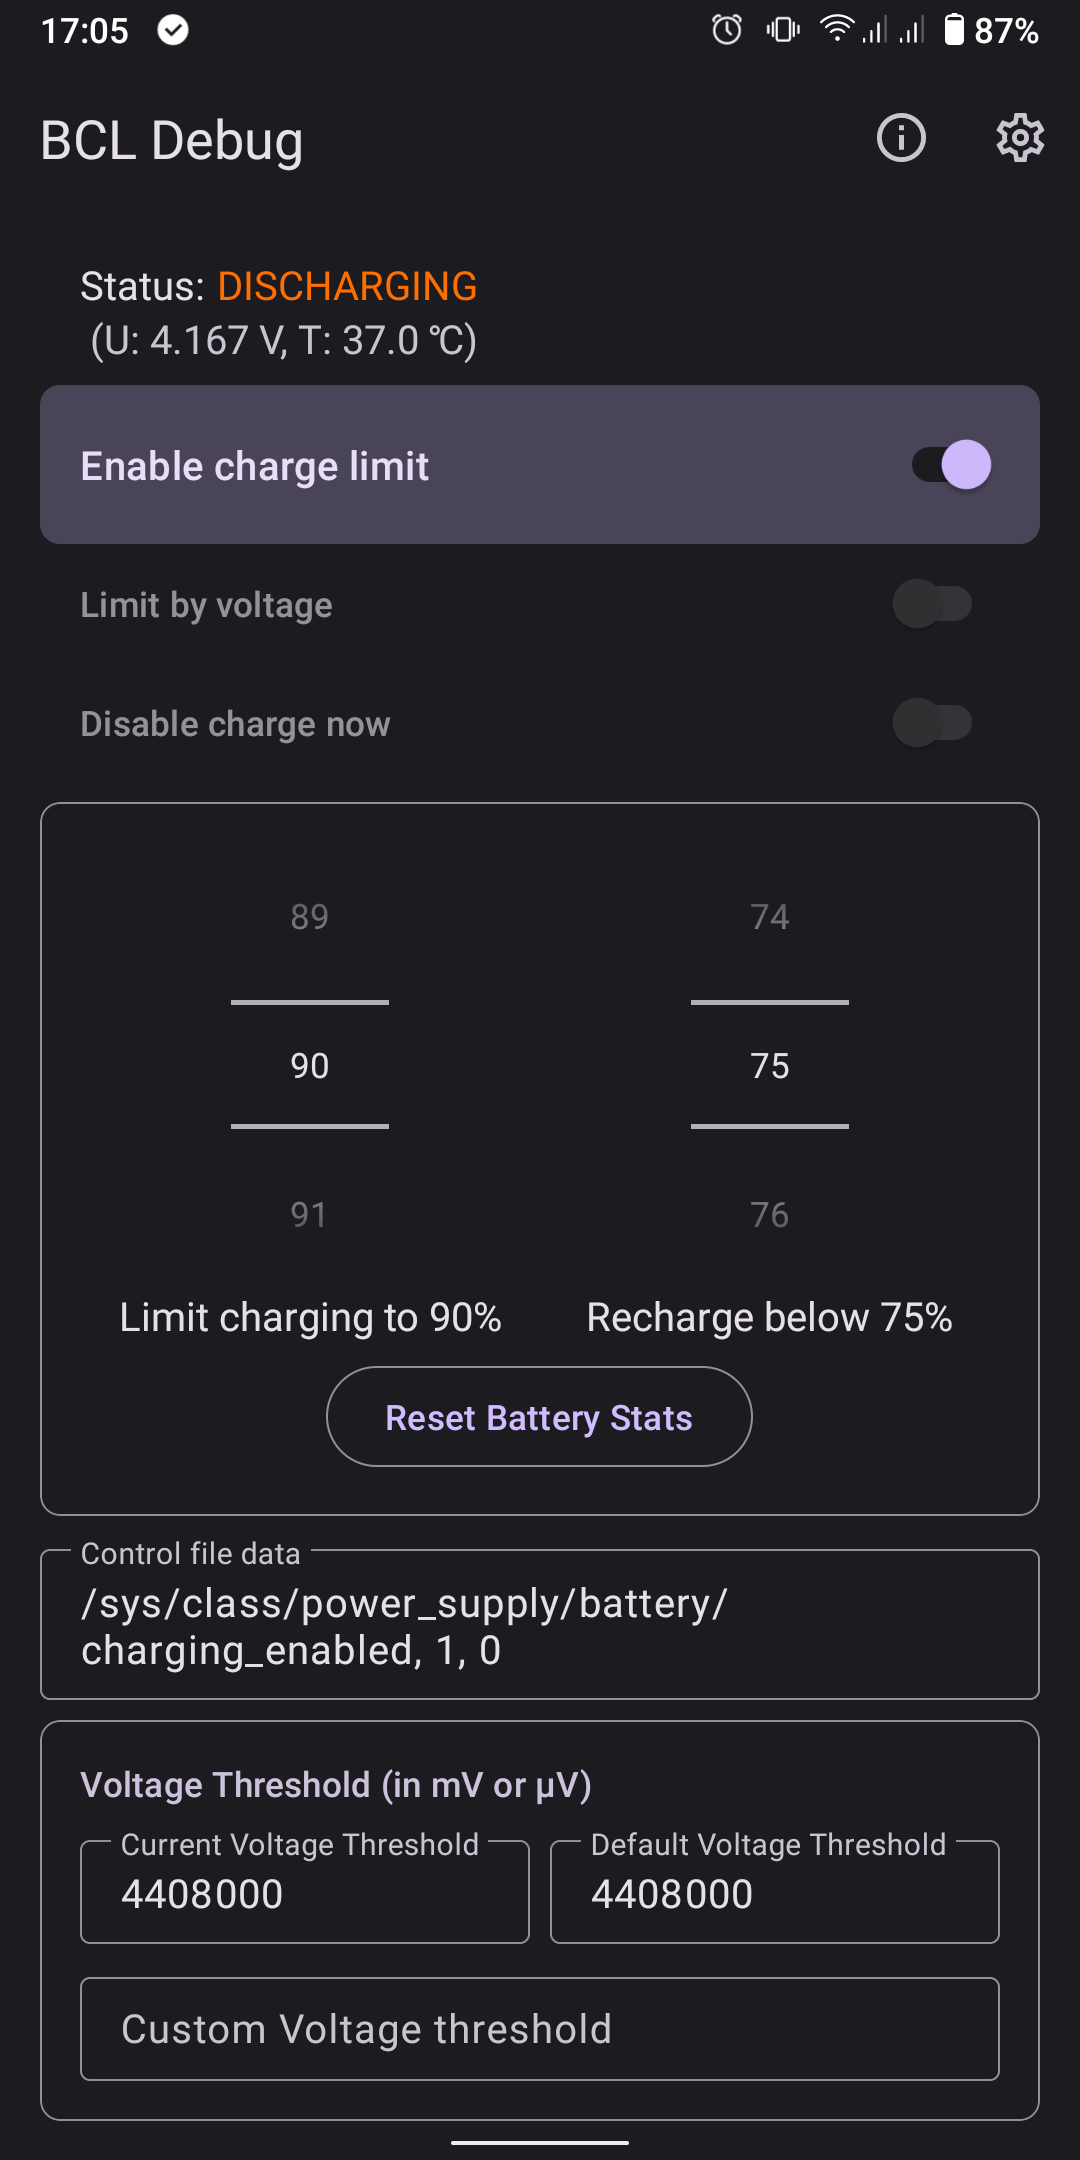 17:05 87%
BCL Debug
Status: DISCHARGING
(U: 4.167 V, T: 37.0 ℃)
Enable charge limit
Limit by voltage
Disable charge now
89 74
90 75
91 76
Limit charging to 90% Recharge below 75%
Reset Battery Stats
Control file data
/sys/class/power_supply/battery/
charging_enabled, 1, 0
Voltage Threshold (in mV or µV)
Current Voltage Threshold Default Voltage Threshold
4408000 4408000
Custom Voltage threshold